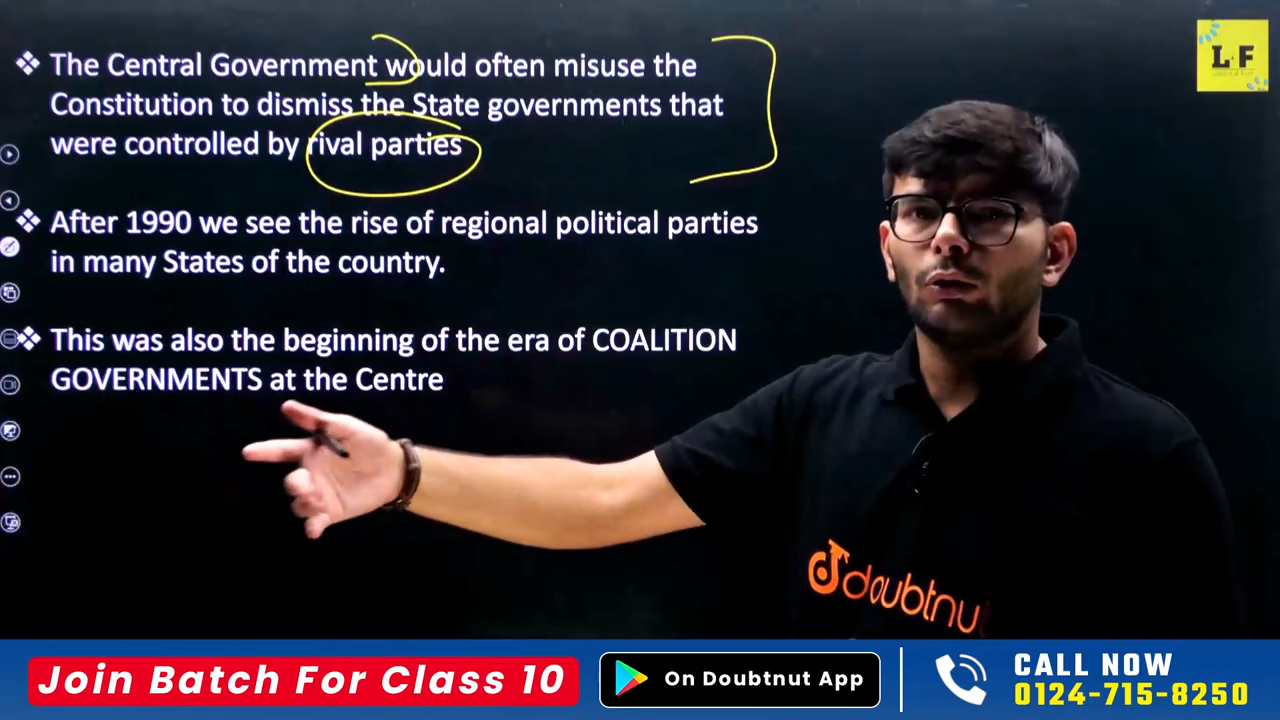 ❖ The Central Government would often misuse the
Constitution to dismiss the State governments that
were controlled by rival parties
❖ After 1990 we see the rise of regional political parties
in many States of the country.
❖ This was also the beginning of the era of COALITION
GOVERNMENTS at the Centre
L F
doubtnut
Join Batch For Class 10
On Doubtnut App
CALL NOW
0124-715-8250